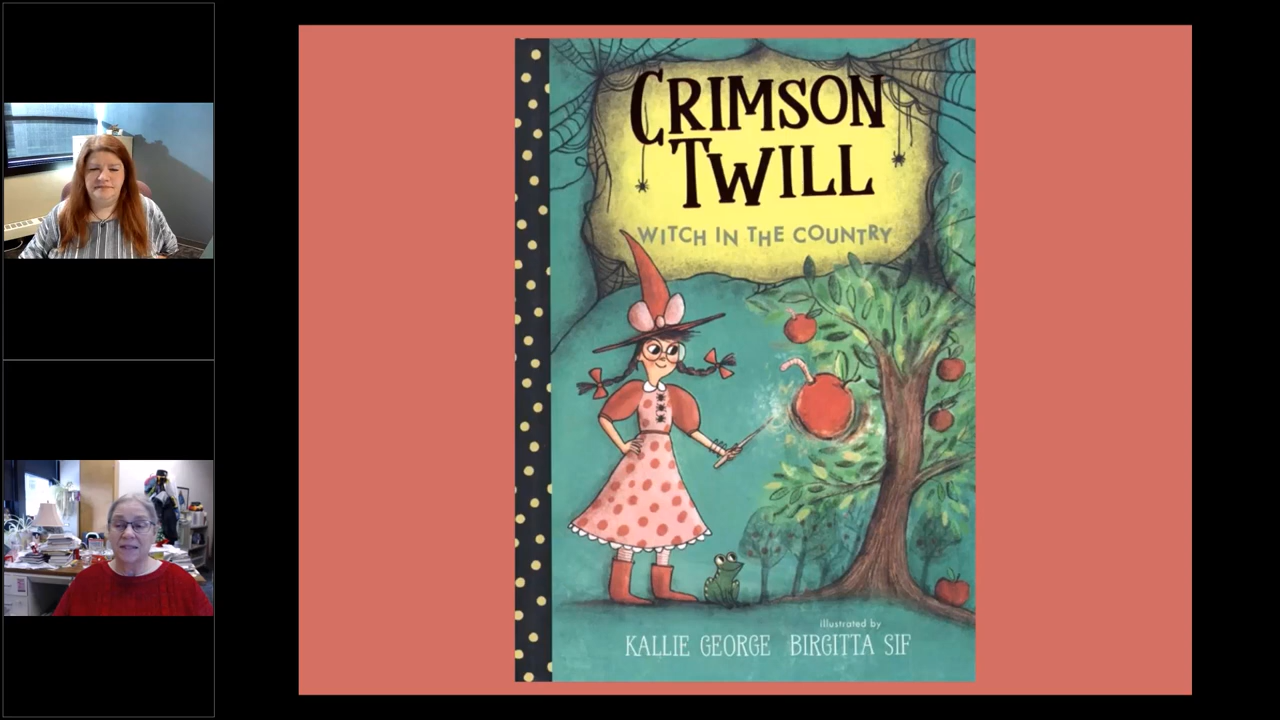 CRIMSON
TWILL
WITCH IN THE COUNTRY
illustrated by
KALLIE GEORGE BIRGITTA SIF